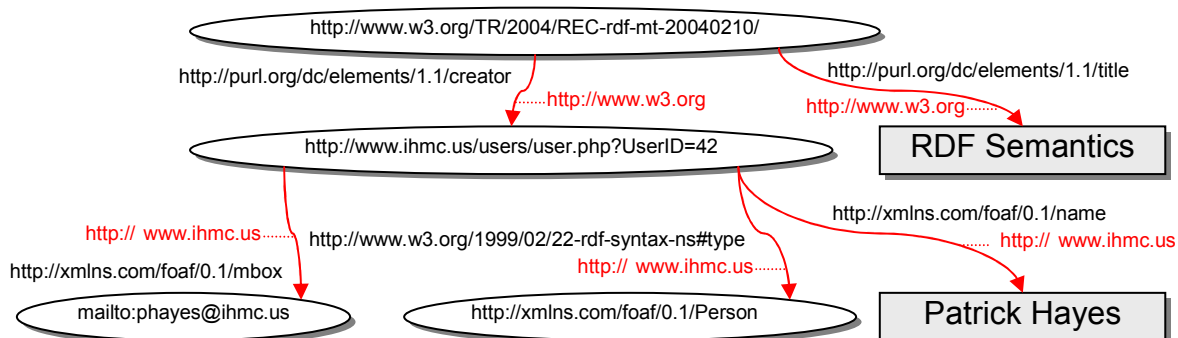 http://www.w3.org/TR/2004/REC-rdf-mt-20040210/
http://purl.org/dc/elements/1.1/creator
http://purl.org/dc/elements/1.1/title
http://www.w3.org
http://www.w3.org
http://www.ihmc.us/users/user.php?UserID=42
RDF Semantics
http://xmlns.com/foaf/0.1/name
http:// www.ihmc.us
http://www.w3.org/1999/02/22-rdf-syntax-ns#type
http:// www.ihmc.us
http:// www.ihmc.us
http://xmlns.com/foaf/0.1/mbox
mailto:phayes@ihmc.us
http://xmlns.com/foaf/0.1/Person
Patrick Hayes